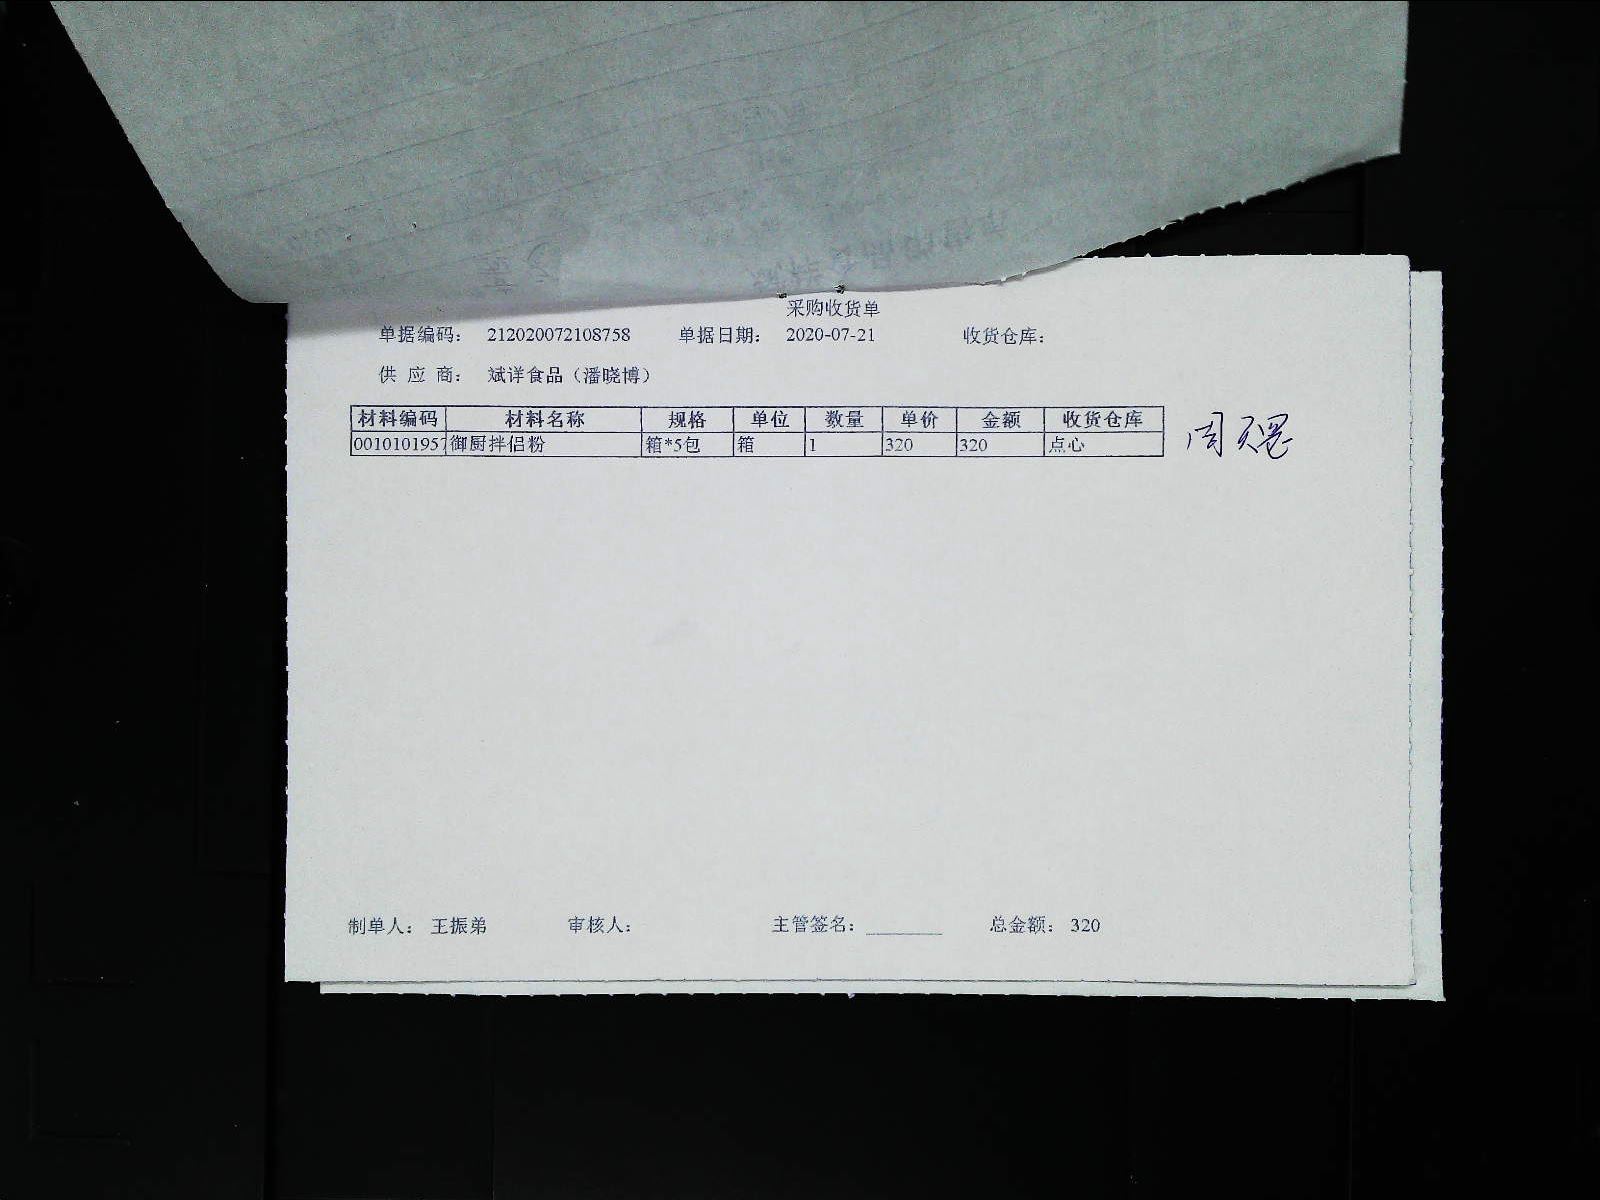 采购收货单
单据编码： 212020072108758 单据日期： 2020-07-21 收货仓库：
供 应 商： 斌洋食品（潘晓博）
材料编码 材料名称 规格 单位 数量 单价 金额 收货仓库
0010101957 御厨拌侣粉 箱*5包 箱 1 320 320 点心
制单人： 王振弟 审核人： 主管签名：________ 总金额： 320